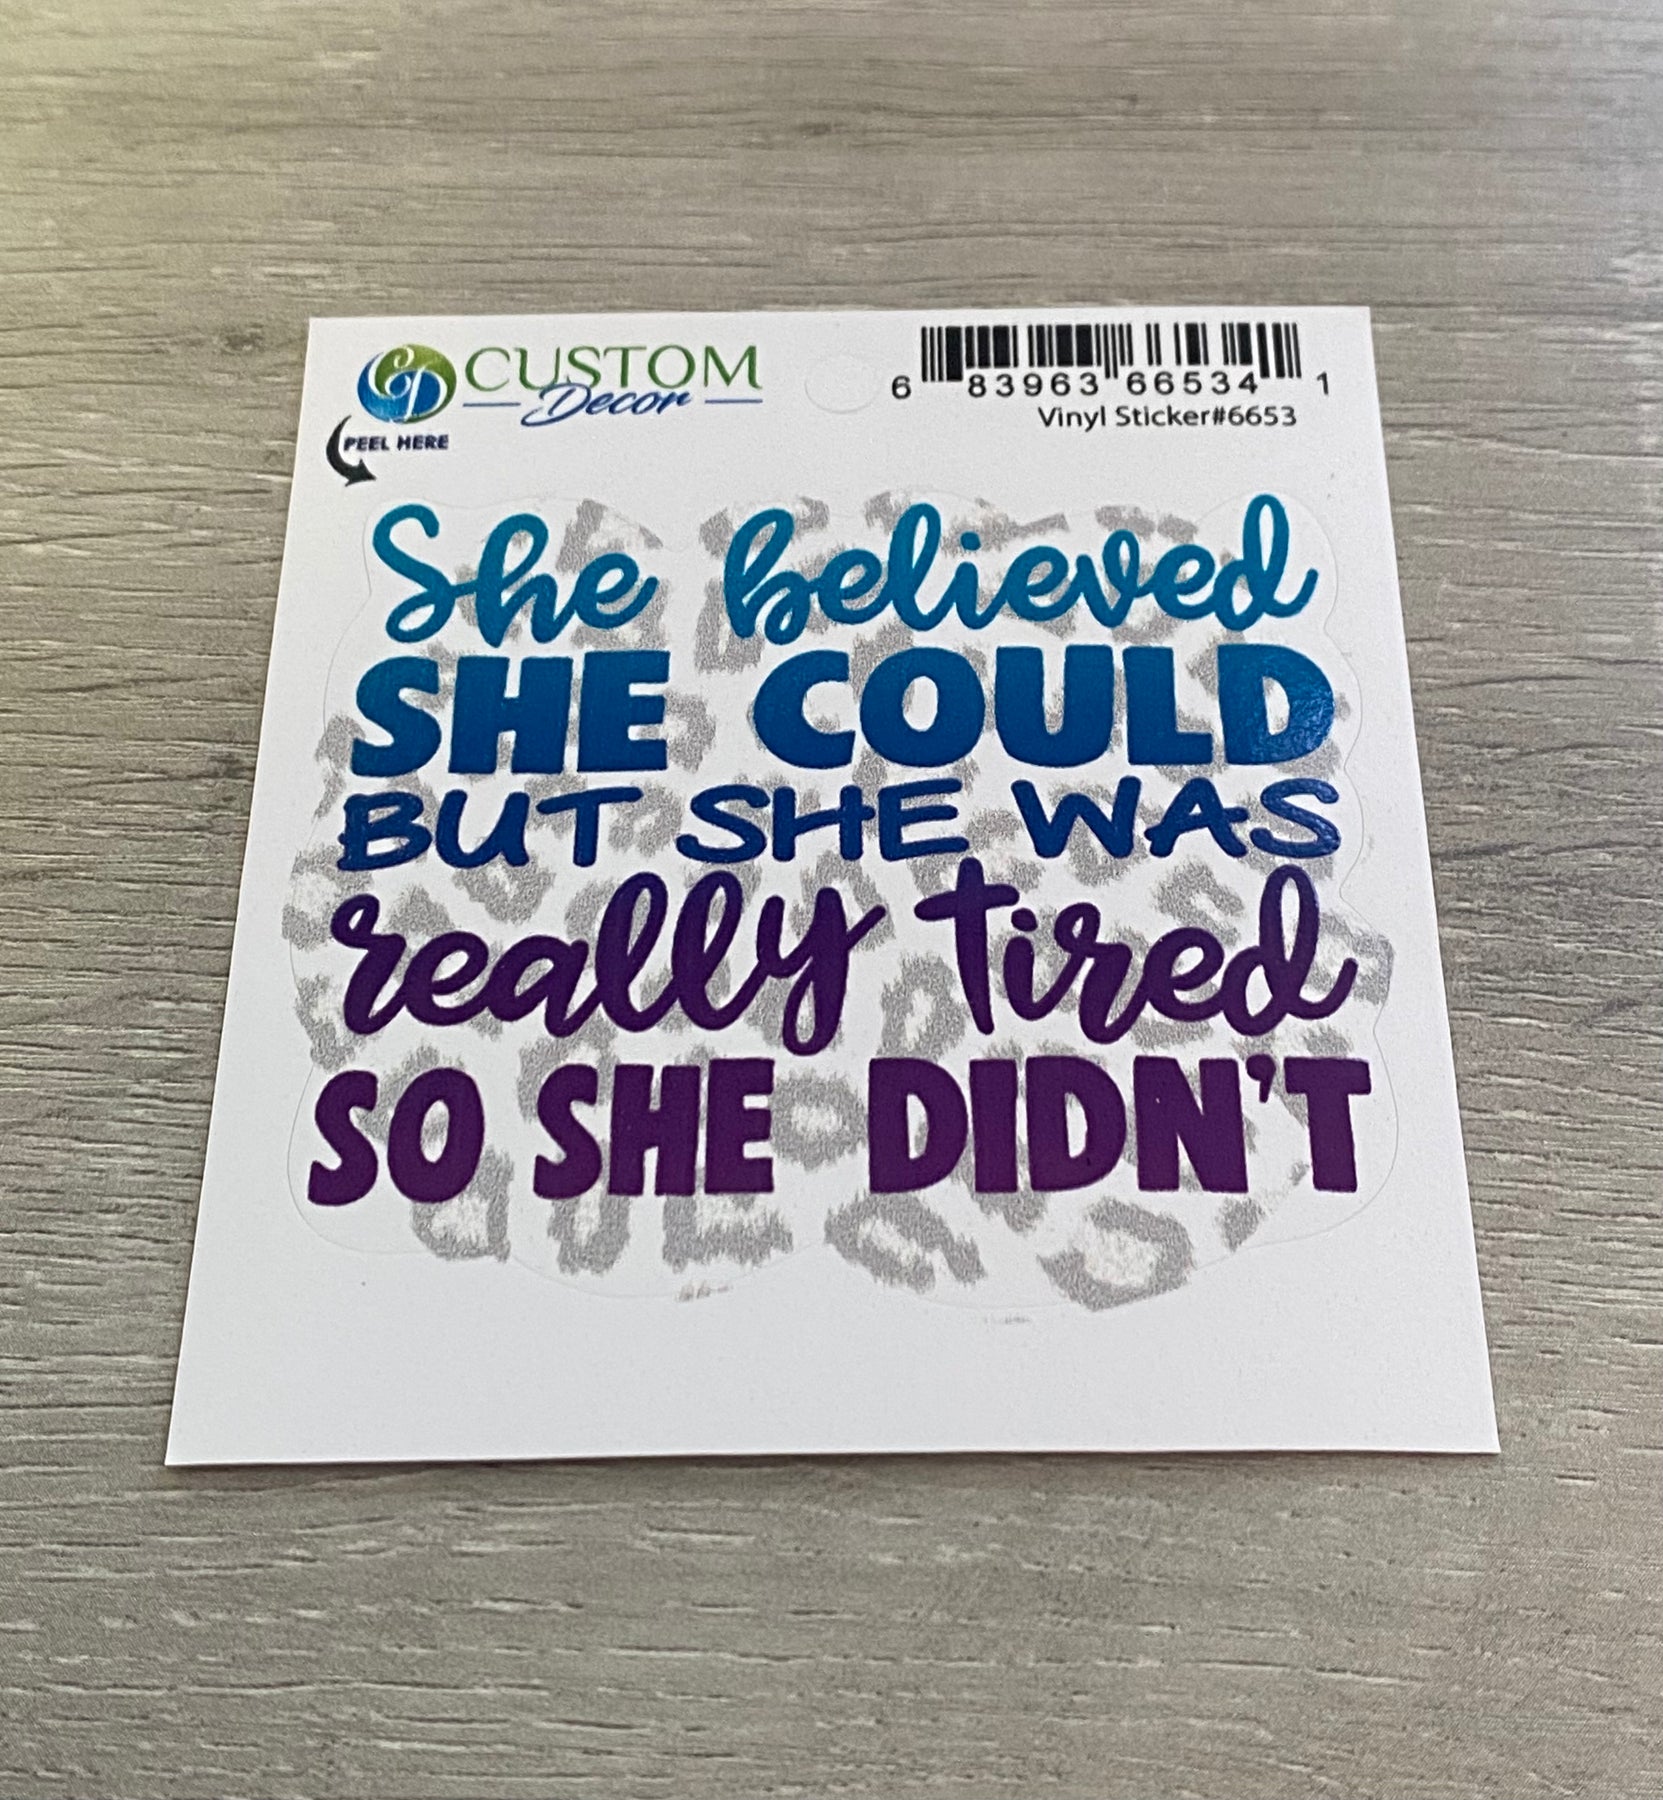 CD CUSTOM
Decor
PEEL HERE
6 83963 66534 1
Vinyl Sticker#6653
She believed
SHE COULD
BUT SHE WAS
really tired
SO SHE DIDN'T